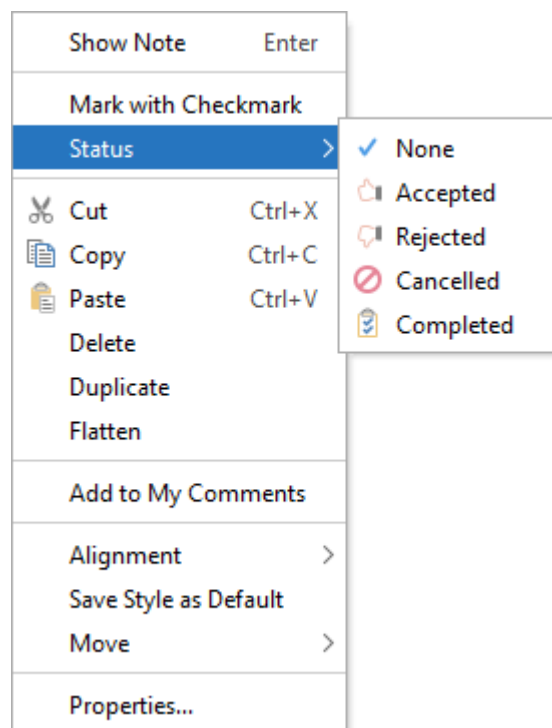 Show Note Enter
Mark with Checkmark
Status
Cut Ctrl+X
Copy Ctrl+C
Paste Ctrl+V
Delete
Duplicate
Flatten
Add to My Comments
Alignment
Save Style as Default
Move
Properties...
None
Accepted
Rejected
Cancelled
Completed